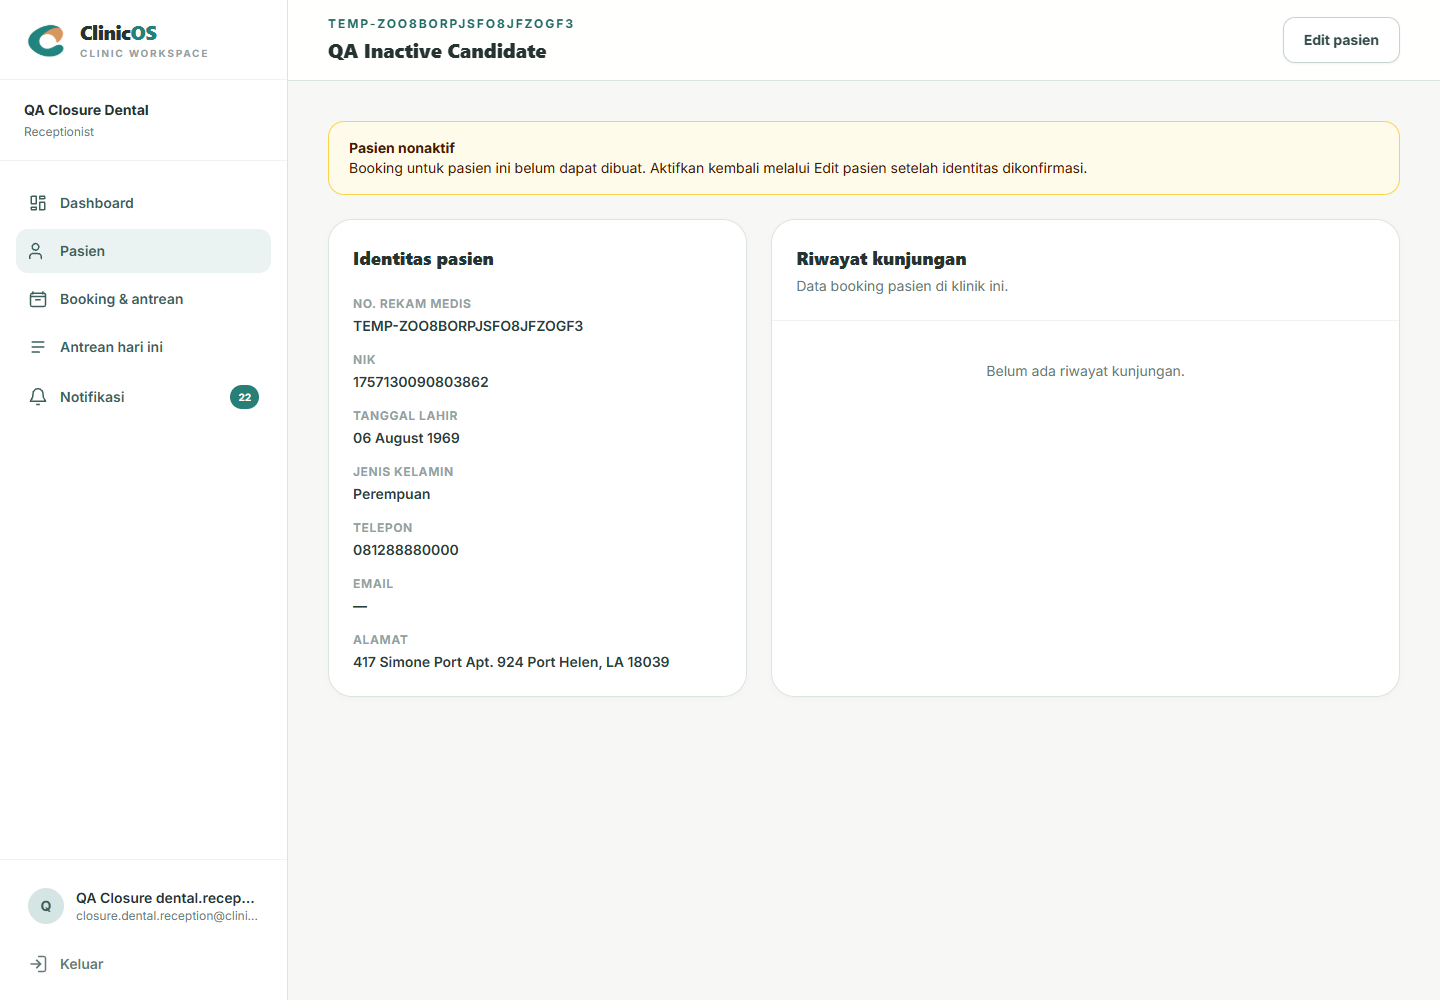 ClinicOS
CLINIC WORKSPACE
QA Closure Dental
Receptionist
Dashboard
Pasien
Booking & antrean
Antrean hari ini
Notifikasi
22
QA Closure dental.recep...
closure.dental.reception@clini...
Q
Keluar
TEMP-ZOO8BORPJSFO8JFZOGF3
QA Inactive Candidate
Edit pasien
Pasien nonaktif
Booking untuk pasien ini belum dapat dibuat. Aktifkan kembali melalui Edit pasien setelah identitas dikonfirmasi.
Identitas pasien
NO. REKAM MEDIS
TEMP-ZOO8BORPJSFO8JFZOGF3
NIK
1757130090803862
TANGGAL LAHIR
06 August 1969
JENIS KELAMIN
Perempuan
TELEPON
081288880000
EMAIL
—
ALAMAT
417 Simone Port Apt. 924 Port Helen, LA 18039
Riwayat kunjungan
Data booking pasien di klinik ini.
Belum ada riwayat kunjungan.